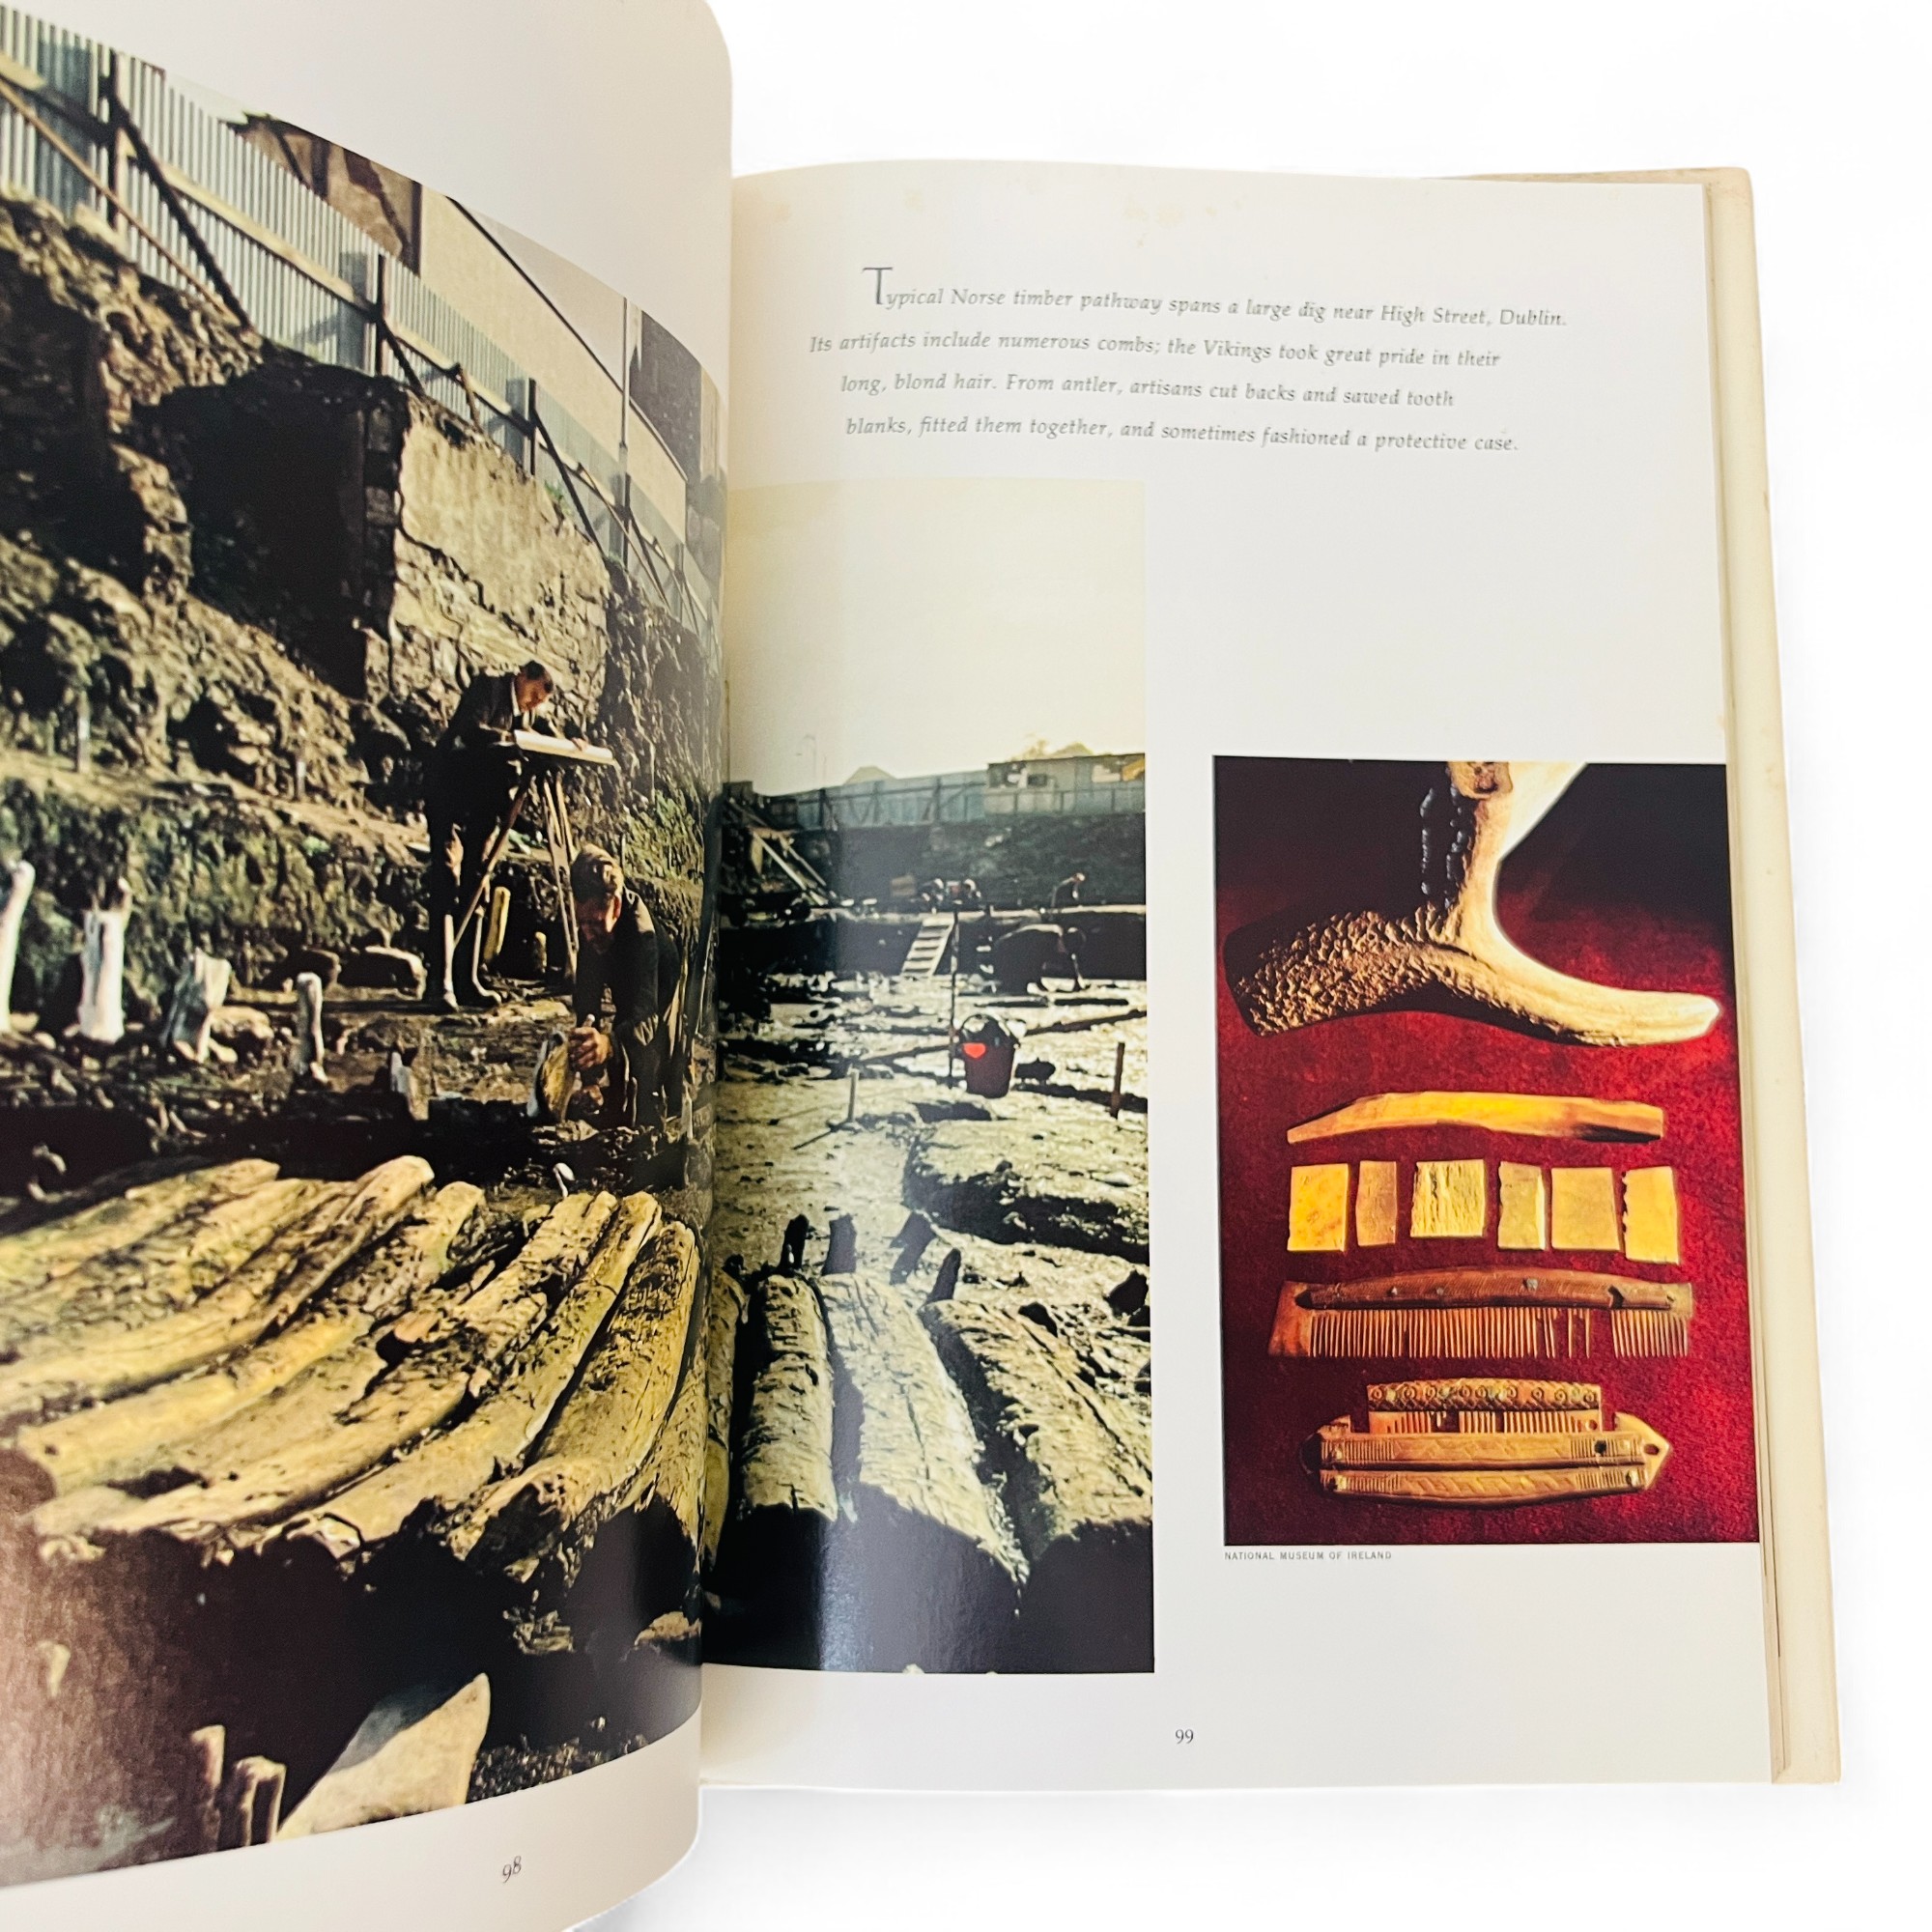 Typical Norse timber pathway spans a large dig near High Street, Dublin.
Its artifacts include numerous combs; the Vikings took great pride in their
long, blond hair. From antler, artisans cut backs and sawed tooth
blanks, fitted them together, and sometimes fashioned a protective case.
NATIONAL MUSEUM OF IRELAND
98
99